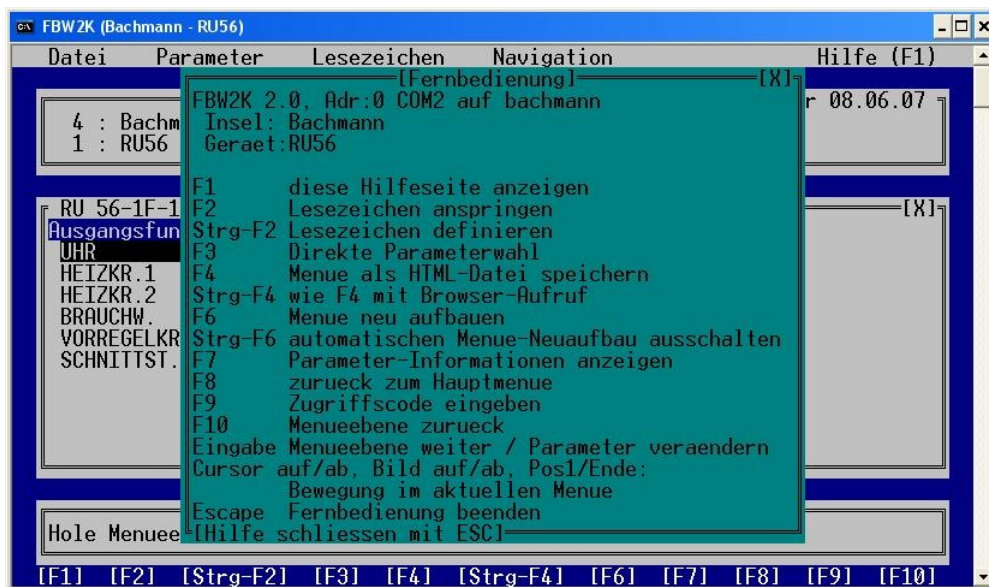 FBW2K (Bachmann - RU56)
Datei Parameter Lesezeichen Navigation Hilfe (F1)
[Fernbedienung] [X]
FBW2K 2.0, Adr:0 COM2 auf bachmann
r 08.06.07
4 : Bachm
Insel: Bachmann
1 : RU56
Geraet:RU56
F1 diese Hilfeseite anzeigen
RU 56-1F-1
F2 Lesezeichen anspringen
[X]
Ausgangsfun
Strg-F2 Lesezeichen definieren
UHR
F3 Direkte Parameterwahl
HEIZKR.1
F4 Menue als HTML-Datei speichern
HEIZKR.2
Strg-F4 wie F4 mit Browser-Aufruf
BRAUCHW.
F6 Menue neu aufbauen
VORREGELKR
Strg-F6 automatischen Menue-Neuaufbau ausschalten
SCHNITTST.
F7 Parameter-Informationen anzeigen
F8 zurueck zum Hauptmenue
F9 Zugriffscode eingeben
F10 Menueebene zurueck
Eingabe Menueebene weiter / Parameter veraendern
Cursor auf/ab, Bild auf/ab, Pos1/Ende:
Bewegung im aktuellen Menue
Escape Fernbedienung beenden
Hole Menuee
[Hilfe schliessen mit ESC]
[F1] [F2] [Strg-F2] [F3] [F4] [Strg-F4] [F6] [F7] [F8] [F9] [F10]